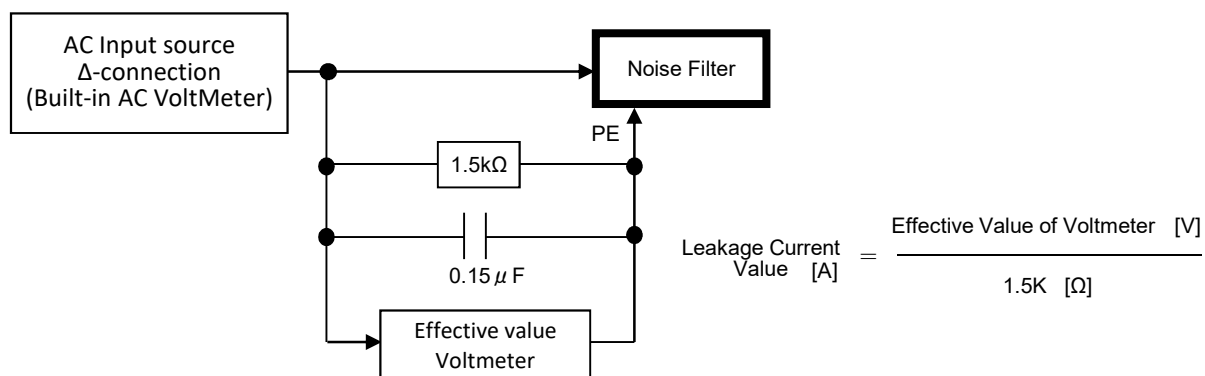 AC Input source
Δ-connection
(Built-in AC VoltMeter)
Noise Filter
PE
1.5kΩ
0.15μF
Effective value
Voltmeter
Leakage Current
Value [A]
=
Effective Value of Voltmeter [V]
1.5K [Ω]